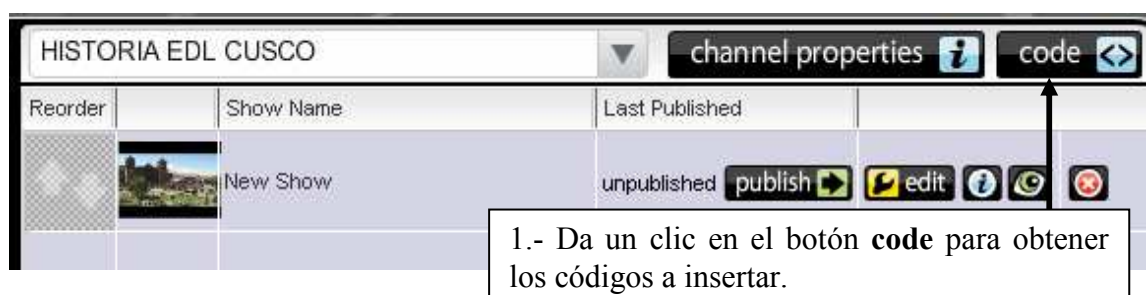 HISTORIA EDL CUSCO channel properties i code <>
Reorder Show Name Last Published
New Show unpublished publish edit i
1.- Da un clic en el botón code para obtener
los códigos a insertar.